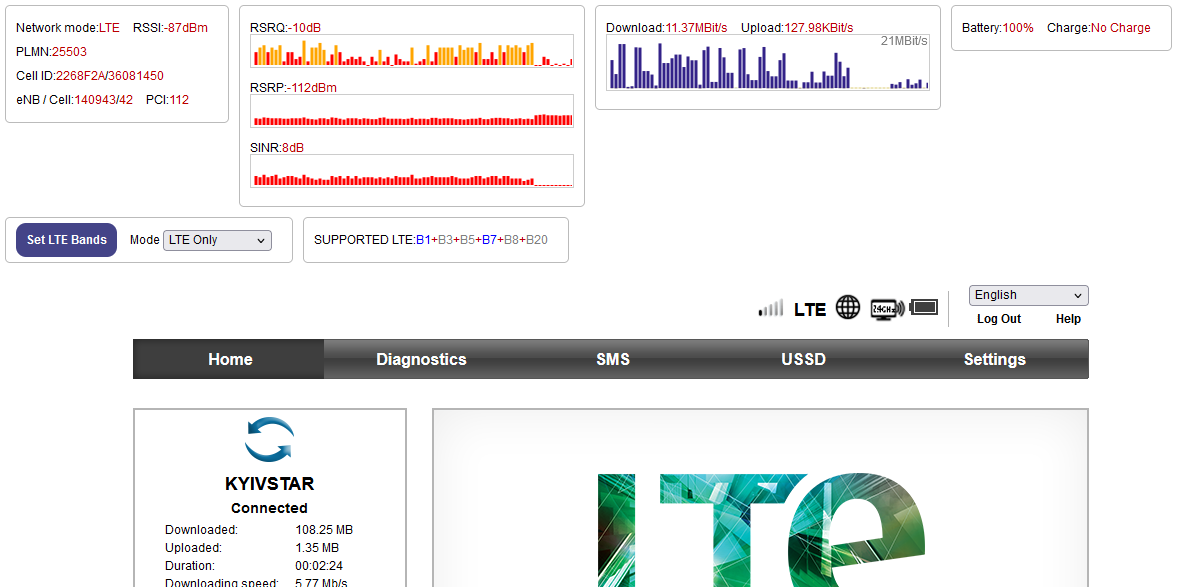 Network mode:LTE RSSI:-87dBm
PLMN:25503
Cell ID:2268F2A/36081450
eNB / Cell:140943/42 PCI:112
RSRQ:-10dB
RSRP:-112dBm
SINR:8dB
Download:11.37MBit/s Upload:127.98KBit/s
21MBit/s
Battery:100% Charge:No Charge
Set LTE Bands Mode LTE Only
SUPPORTED LTE:B1+B3+B5+B7+B8+B20
LTE 2.4GHz English
Log Out Help
Home Diagnostics SMS USSD Settings
KYIVSTAR
Connected
Downloaded: 108.25 MB
Uploaded: 1.35 MB
Duration: 00:02:24
Downloading speed: 5.77 Mb/s
LTE